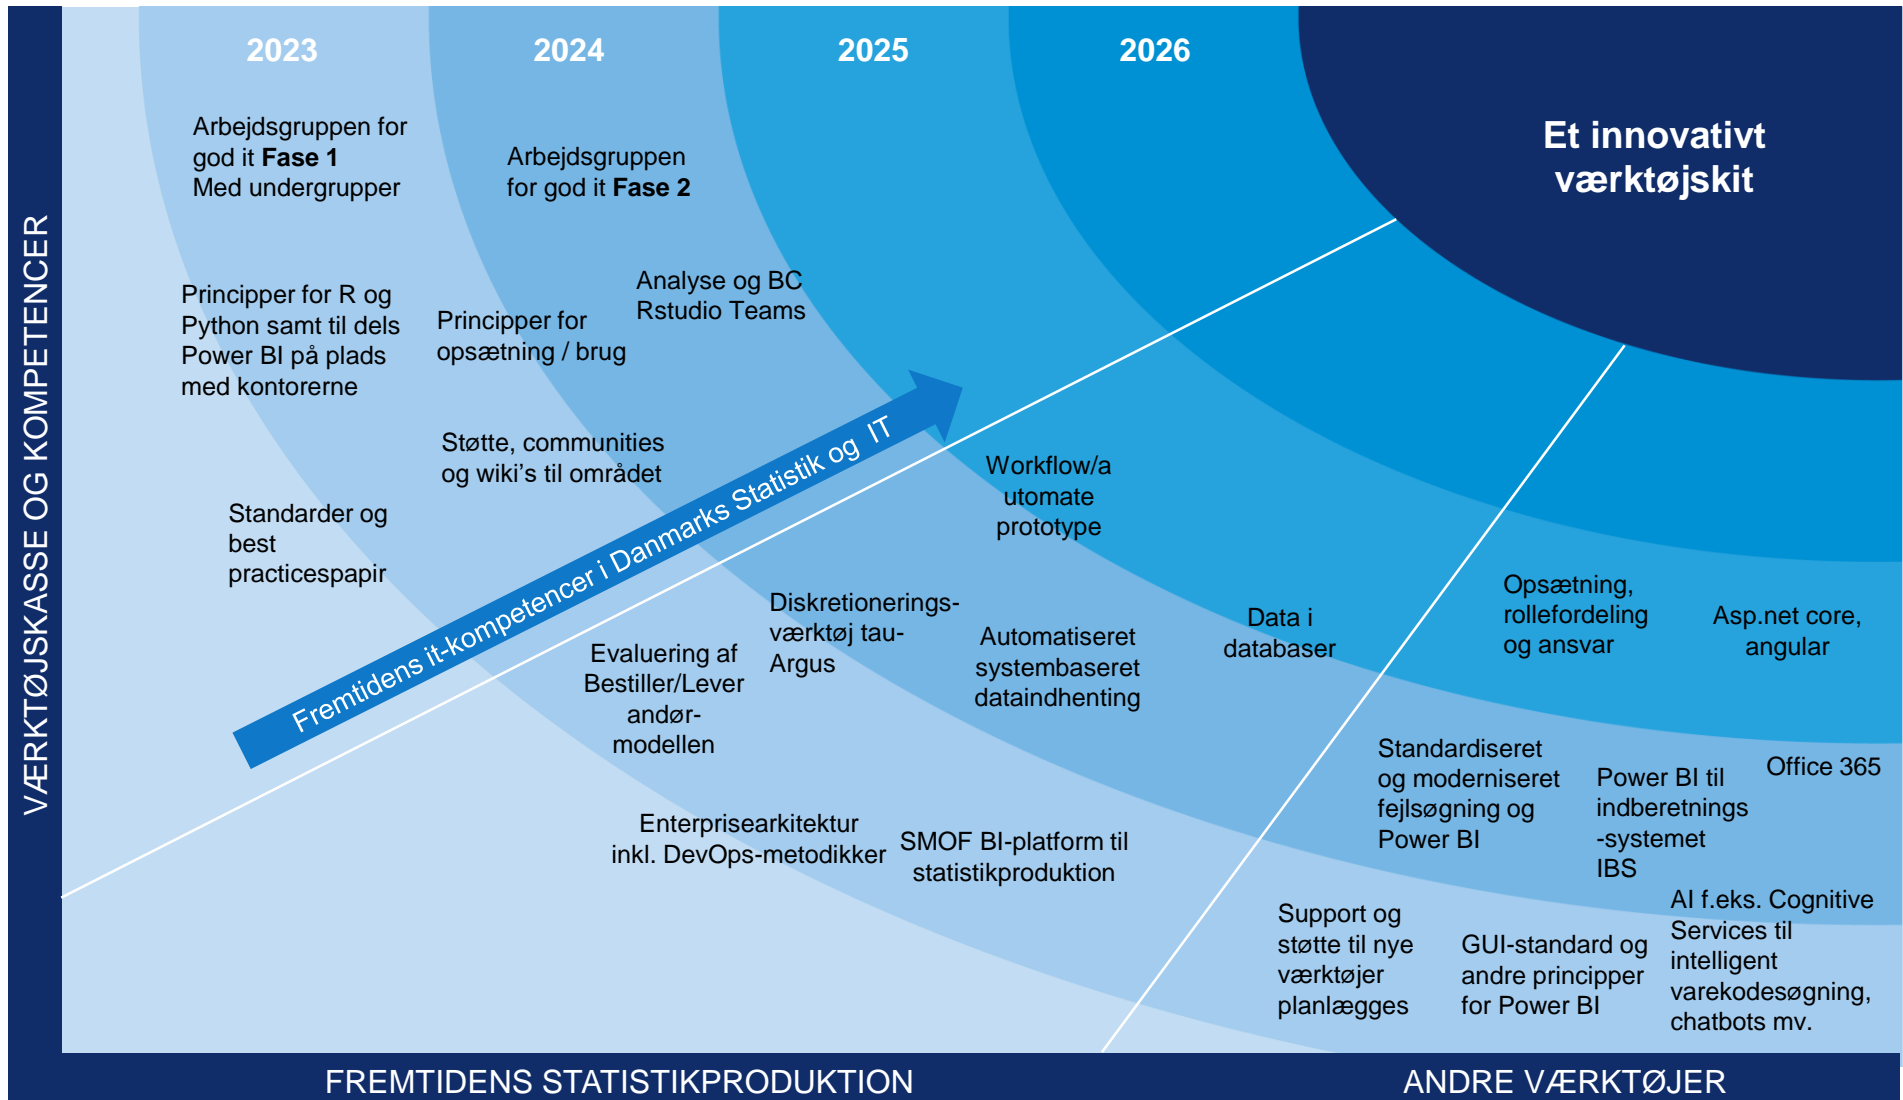 2023
2024
2025
2026
Et innovativt
værktøjskit
Arbejdsgruppen for
god it Fase 1
Med undergrupper
Arbejdsgruppen
for god it Fase 2
Principper for R og
Python samt til dels
Power BI på plads
med kontorerne
Principper for
opsætning / brug
Analyse og BC
Rstudio Teams
Støtte, communities
og wiki's til området
Standarder og
best
practicespapir
Fremtidens it-kompetencer i Danmarks Statistik og  IT
Workflow/a
utomate
prototype
Diskretionerings-
værktøj tau-
Argus
Evaluering af
Bestiller/Lever
andør-
modellen
Automatiseret
systembaseret
dataindhenting
Data i
databaser
Enterprisearkitektur
inkl. DevOps-metodikker
SMOF BI-platform til
statistikproduktion
Opsætning,
rollefordeling
og ansvar
Asp.net core,
angular
Standardiseret
og moderniseret
fejlsøgning og
Power BI
Power BI til
indberetnings
-systemet
IBS
Office 365
Support og
støtte til nye
værktøjer
planlægges
GUI-standard og
andre principper
for Power BI
AI f.eks. Cognitive
Services til
intelligent
varekodesøgning,
chatbots mv.
VÆRKTØJSKASSE OG KOMPETENCER
FREMTIDENS STATISTIKPRODUKTION
ANDRE VÆRKTØJER